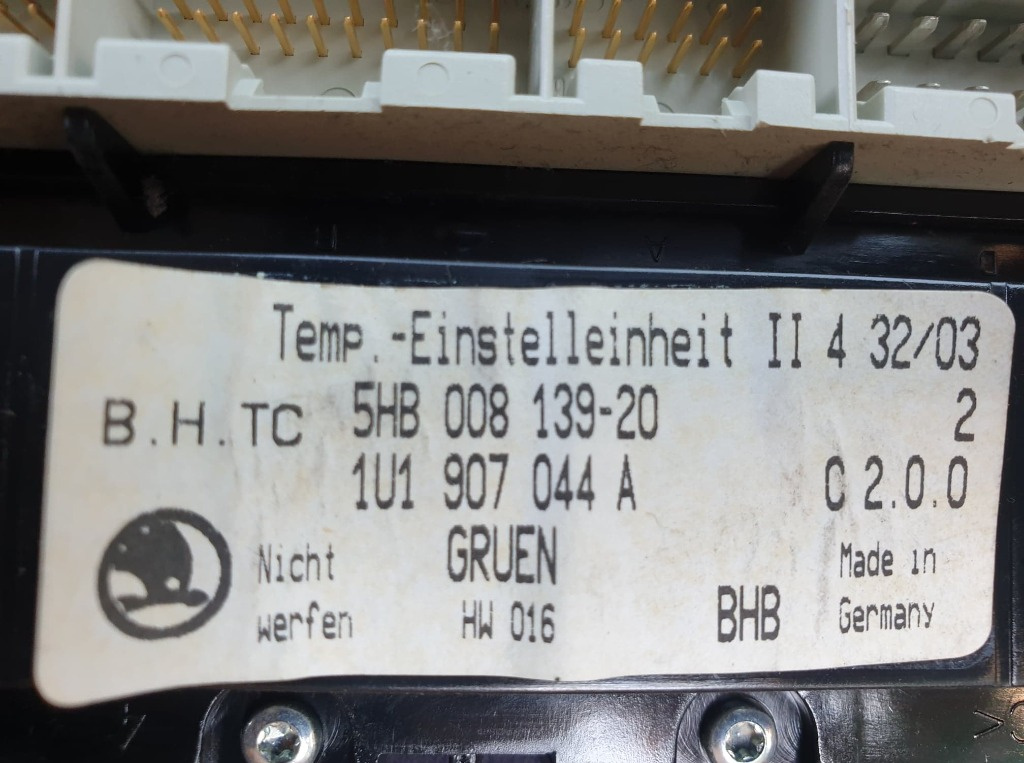 Temp.-Einstelleinheit II 4 32/03
B.H.TC 5HB 008 139-20 2
1U1 907 044 A C 2.0.0
Nicht werfen
GRUEN
HW 016
BHB
Made in Germany